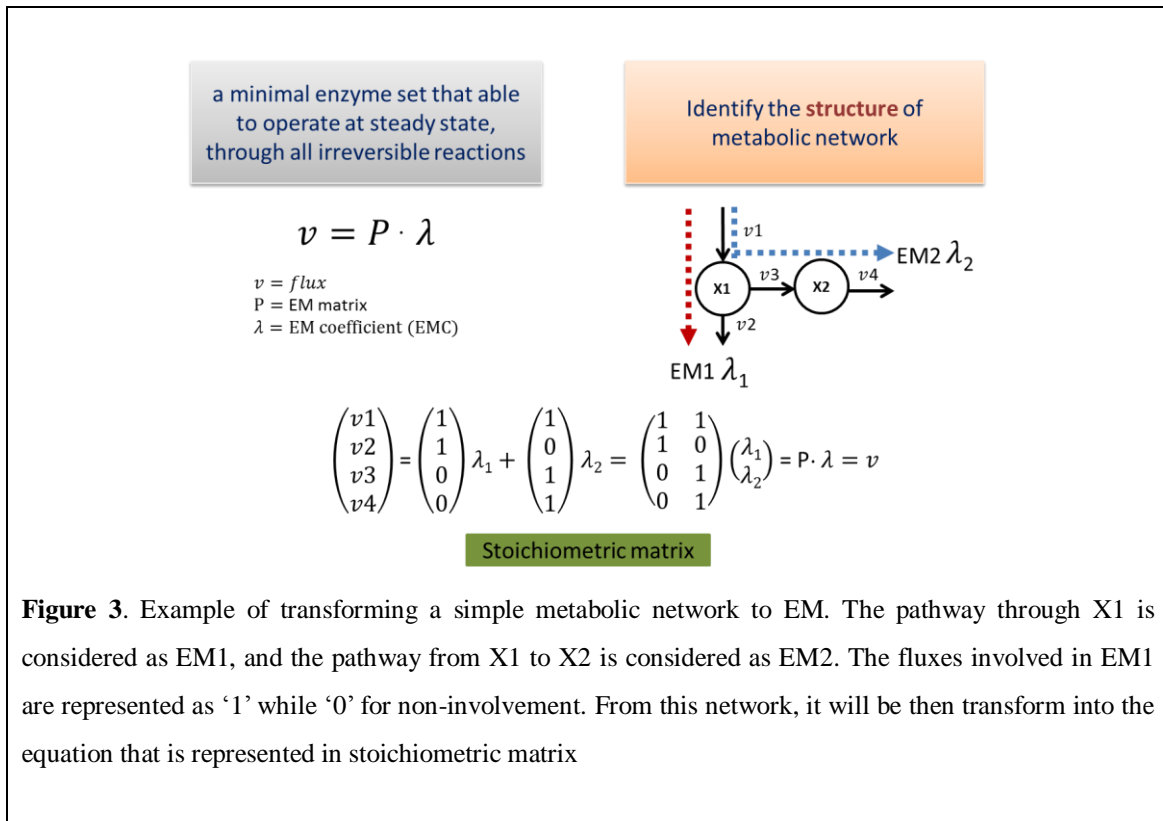 a minimal enzyme set that able
to operate at steady state,
through all irreversible reactions
Identify the structure of
metabolic network
v = P · λ
v = flux
P = EM matrix
λ = EM coefficient (EMC)
v1
EM2 λ2
X1
v3
X2
v4
v2
EM1 λ1
(v1 v2 v3 v4) = (1 1 0 0) λ1 + (1 0 1 1) λ2 = (1 1 1 0 0 1 0 1) (λ1 λ2) = P· λ = v
Stoichiometric matrix
Figure 3. Example of transforming a simple metabolic network to EM. The pathway through X1 is
considered as EM1, and the pathway from X1 to X2 is considered as EM2. The fluxes involved in EM1
are represented as ‘1’ while ‘0’ for non-involvement. From this network, it will be then transform into the
equation that is represented in stoichiometric matrix